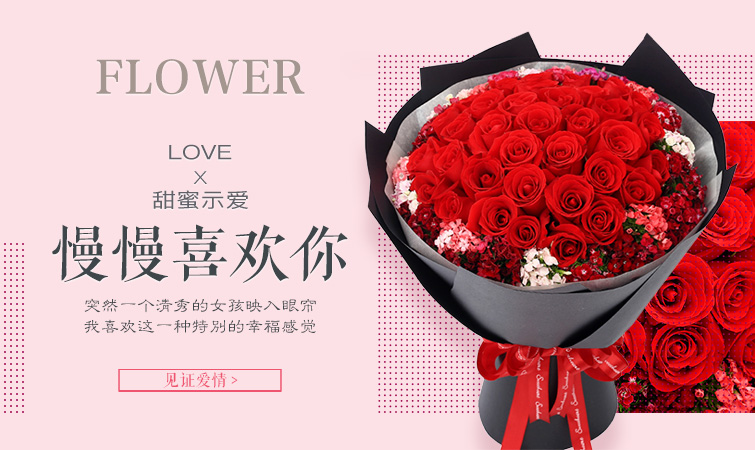 FLOWER
LOVE
X
甜蜜示爱
慢慢喜欢你
突然一个清秀的女孩映入眼帘
我喜欢这一种特别的幸福感觉
见证爱情 >